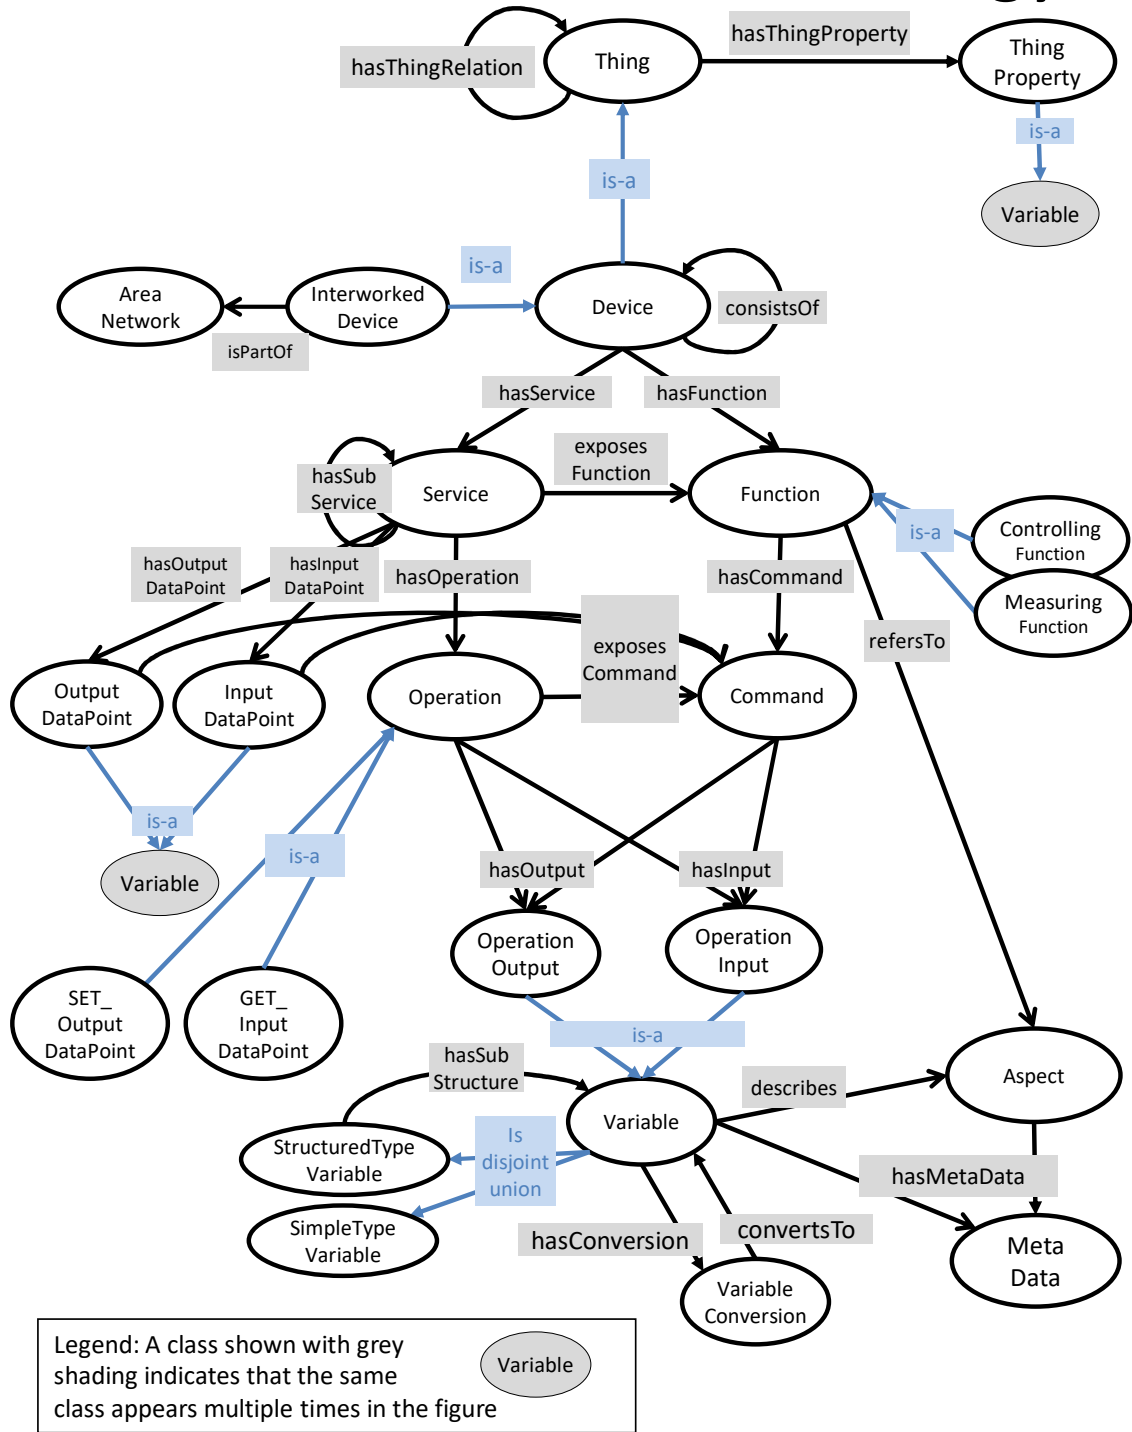 hasThingProperty
hasThingRelation
Thing
Thing
Property
is-a
is-a
Variable
is-a
Area
Network
Interworked
Device
Device
consistsOf
isPartOf
hasService
hasFunction
exposes
Function
hasSub
Service
Service
Function
is-a
Controlling
Function
hasOutput
DataPoint
hasInput
DataPoint
hasOperation
hasCommand
Measuring
Function
refersTo
exposes
Command
Output
DataPoint
Input
DataPoint
Operation
Command
is-a
is-a
Variable
hasOutput
hasInput
Operation
Output
Operation
Input
SET_
Output
DataPoint
GET_
Input
DataPoint
is-a
hasSub
Structure
describes
Aspect
Variable
Is
disjoint
union
StructuredType
Variable
hasMetaData
SimpleType
Variable
hasConversion
convertsTo
Meta
Data
Variable
Conversion
Legend: A class shown with grey
shading indicates that the same
class appears multiple times in the figure
Variable